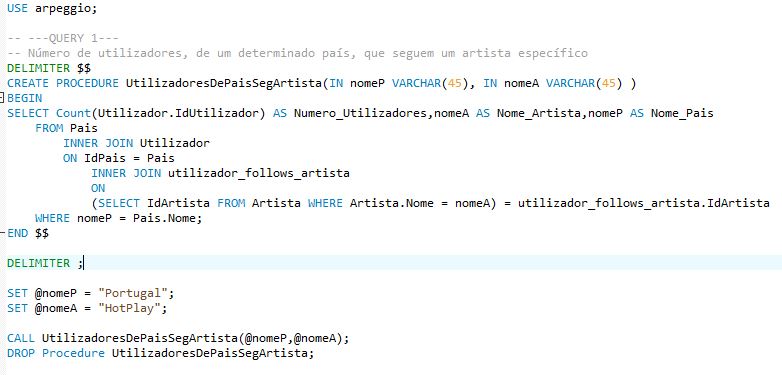 USE arpeggio;
-- ---QUERY 1---
-- Número de utilizadores, de um determinado país, que seguem um artista específico
DELIMITER $$
CREATE PROCEDURE UtilizadoresDePaisSegArtista(IN nomeP VARCHAR(45), IN nomeA VARCHAR(45) )
BEGIN
SELECT Count(Utilizador.IdUtilizador) AS Numero_Utilizadores,nomeA AS Nome_Artista,nomeP AS Nome_Pais
FROM Pais
INNER JOIN Utilizador
ON IdPais = Pais
INNER JOIN utilizador_follows_artista
ON
(SELECT IdArtista FROM Artista WHERE Artista.Nome = nomeA) = utilizador_follows_artista.IdArtista
WHERE nomeP = Pais.Nome;
END $$
DELIMITER ;
SET @nomeP = "Portugal";
SET @nomeA = "HotPlay";
CALL UtilizadoresDePaisSegArtista(@nomeP,@nomeA);
DROP Procedure UtilizadoresDePaisSegArtista;